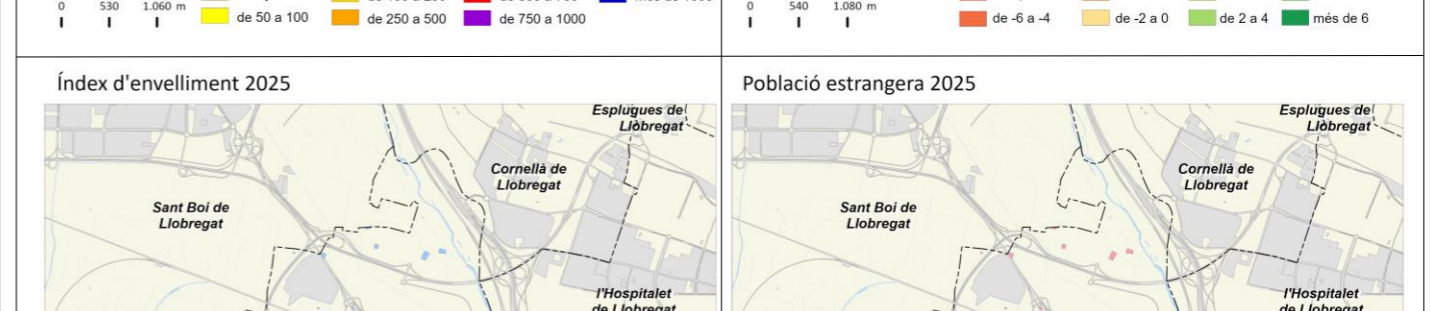 0 530 1.060 m
de 50 a 100 de 250 a 500 de 750 a 1000
0 540 1.080 m
de -6 a -4 de -2 a 0 de 2 a 4 més de 6
Índex d'envelliment 2025
Esplugues de
Llobregat
Cornellà de
Llobregat
Sant Boi de
Llobregat
l'Hospitalet
de Llobregat
Població estrangera 2025
Esplugues de
Llobregat
Cornellà de
Llobregat
Sant Boi de
Llobregat
l'Hospitalet
de Llobregat